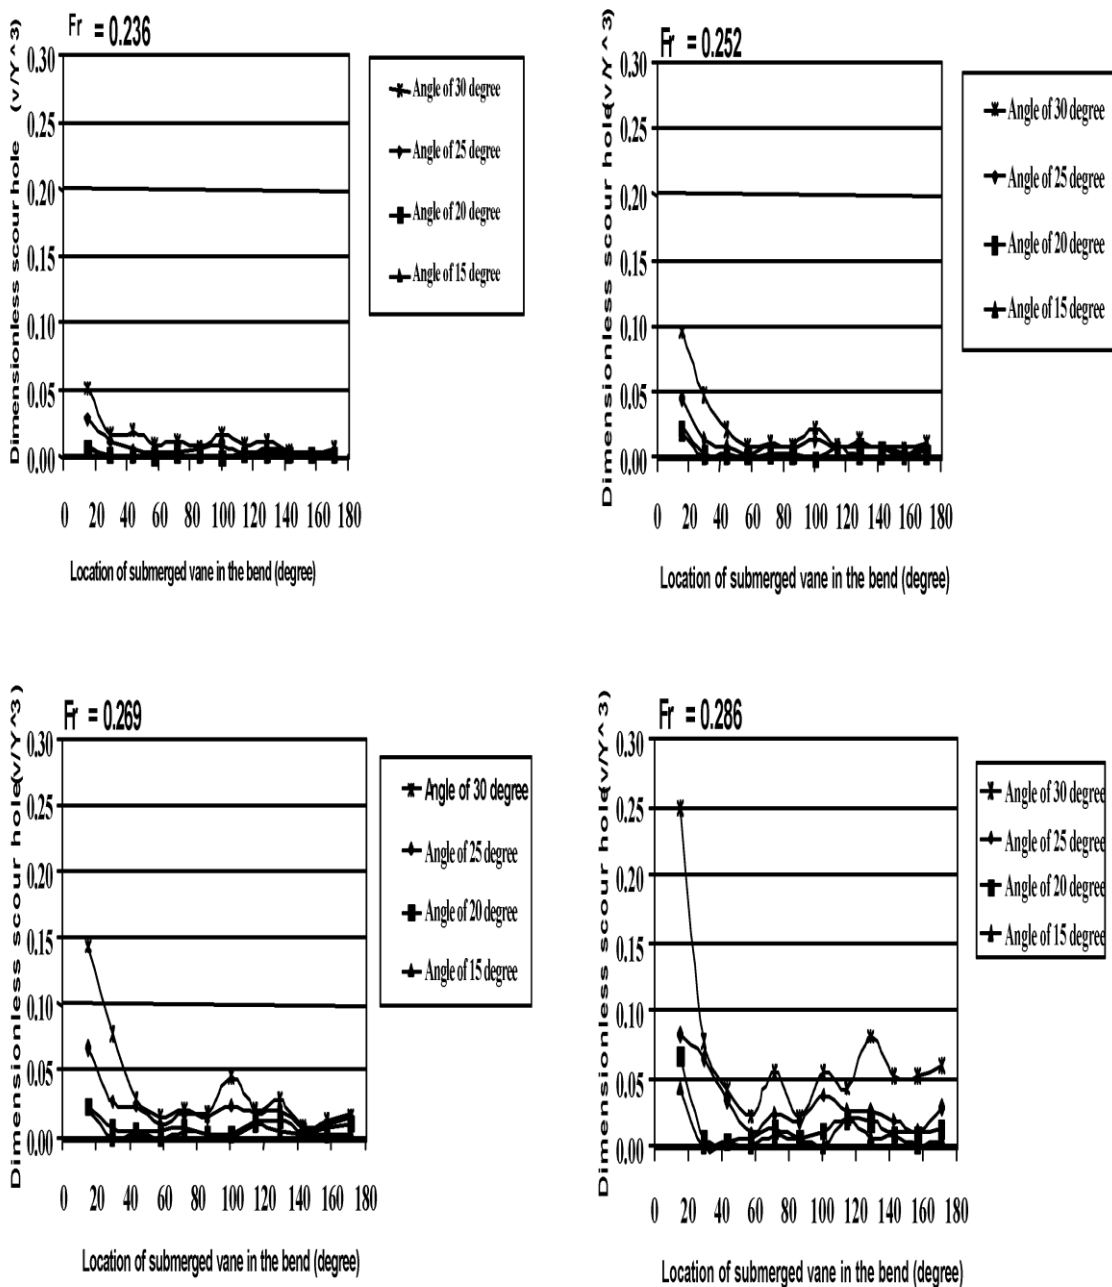 Fr = 0.236
Dimensionless scour hole (v/Y^3)
0.30
0.25
0.20
0.15
0.10
0.05
0.00
0 20 40 60 80 100 120 140 160 180
Location of submerged vane in the bend (degree)
Angle of 30 degree
Angle of 25 degree
Angle of 20 degree
Angle of 15 degree
Fr = 0.252
Dimensionless scour hole(v/Y^3)
0.30
0.25
0.20
0.15
0.10
0.05
0.00
0 20 40 60 80 100 120 140 160 180
Location of submerged vane in the bend (degree)
Angle of 30 degree
Angle of 25 degree
Angle of 20 degree
Angle of 15 degree
Fr = 0.269
Dimensionless scour hole(v/Y^3)
0.30
0.25
0.20
0.15
0.10
0.05
0.00
0 20 40 60 80 100 120 140 160 180
Location of submerged vane in the bend (degree)
Angle of 30 degree
Angle of 25 degree
Angle of 20 degree
Angle of 15 degree
Fr = 0.286
Dimensionless scour hole(v/Y^3)
0.30
0.25
0.20
0.15
0.10
0.05
0.00
0 20 40 60 80 100 120 140 160 180
Location of submerged vane in the bend (degree)
Angle of 30 degree
Angle of 25 degree
Angle of 20 degree
Angle of 15 degree